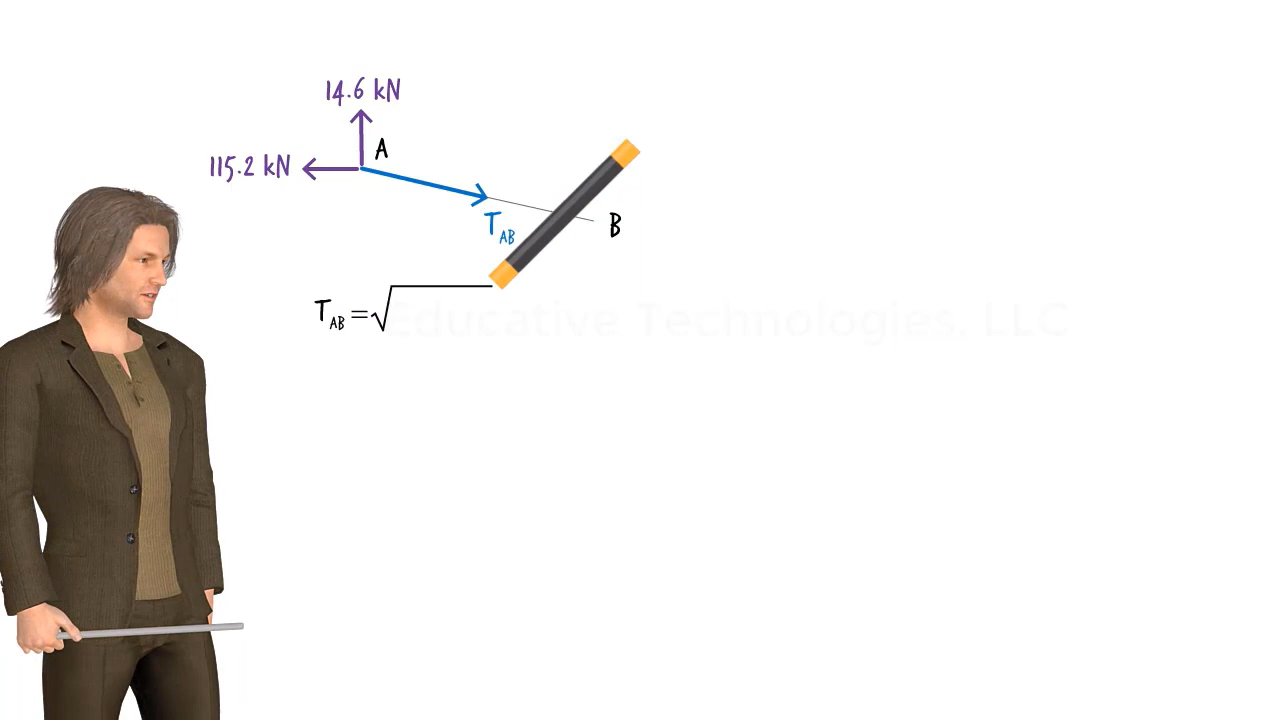 14.6 kN
A
115.2 kN
T_AB
B
T_AB = √
Educative Technologies, LLC